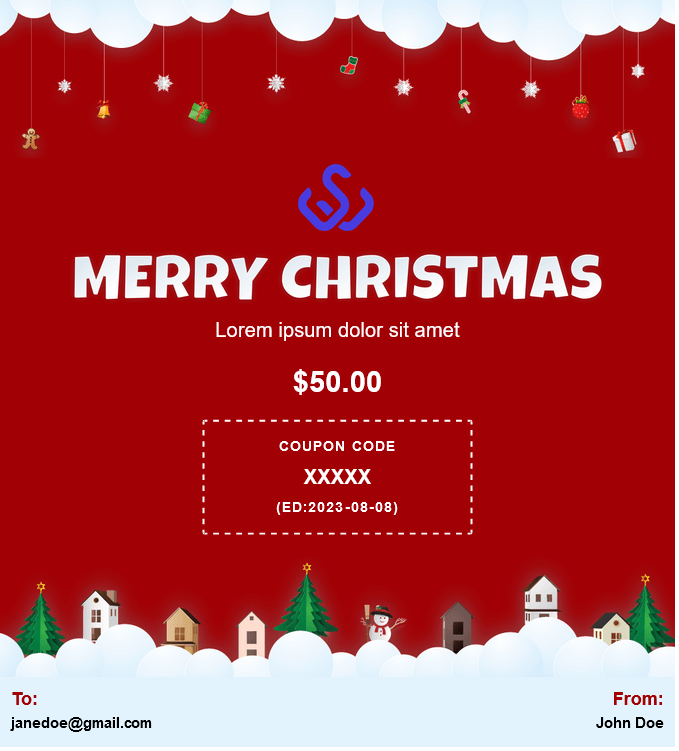 MERRY CHRISTMAS
Lorem ipsum dolor sit amet
$50.00
COUPON CODE
XXXXX
(ED:2023-08-08)
To:
janedoe@gmail.com
From:
John Doe